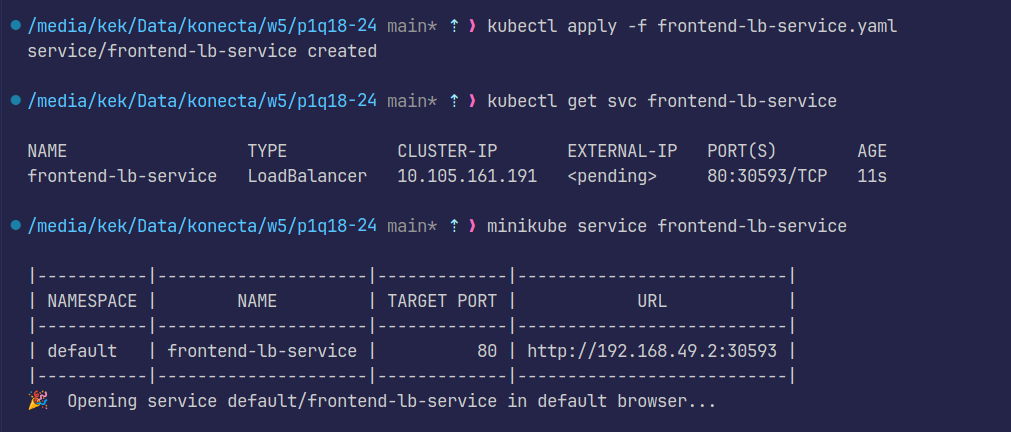 /media/kek/Data/konecta/w5/p1q18-24 main* ⇡ ❯ kubectl apply -f frontend-lb-service.yaml
service/frontend-lb-service created
/media/kek/Data/konecta/w5/p1q18-24 main* ⇡ ❯ kubectl get svc frontend-lb-service
NAME                  TYPE           CLUSTER-IP       EXTERNAL-IP   PORT(S)        AGE
frontend-lb-service   LoadBalancer   10.105.161.191   <pending>     80:30593/TCP   11s
/media/kek/Data/konecta/w5/p1q18-24 main* ⇡ ❯ minikube service frontend-lb-service
|-----------|---------------------|-------------|---------------------------|
| NAMESPACE |        NAME         | TARGET PORT |            URL            |
|-----------|---------------------|-------------|---------------------------|
| default   | frontend-lb-service |          80 | http://192.168.49.2:30593 |
|-----------|---------------------|-------------|---------------------------|
🎉  Opening service default/frontend-lb-service in default browser...